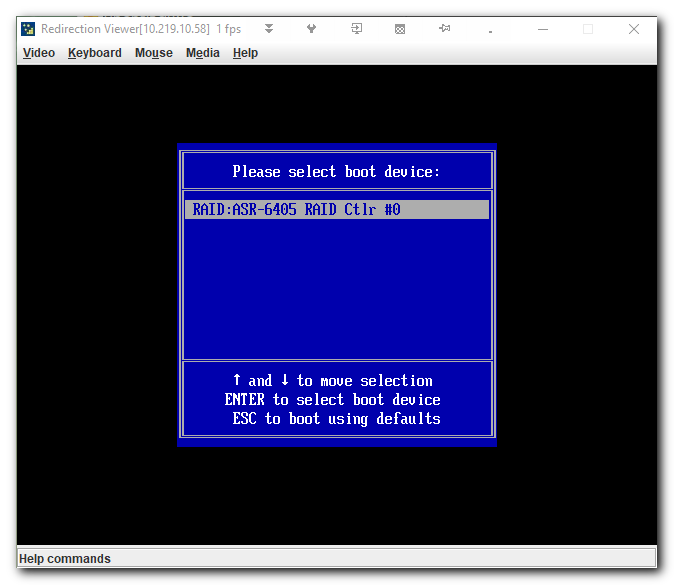 Redirection Viewer[10.219.10.58] 1 fps
Video Keyboard Mouse Media Help
Please select boot device:
RAID:ASR-6405 RAID Ctlr #0
↑ and ↓ to move selection
ENTER to select boot device
ESC to boot using defaults
Help commands